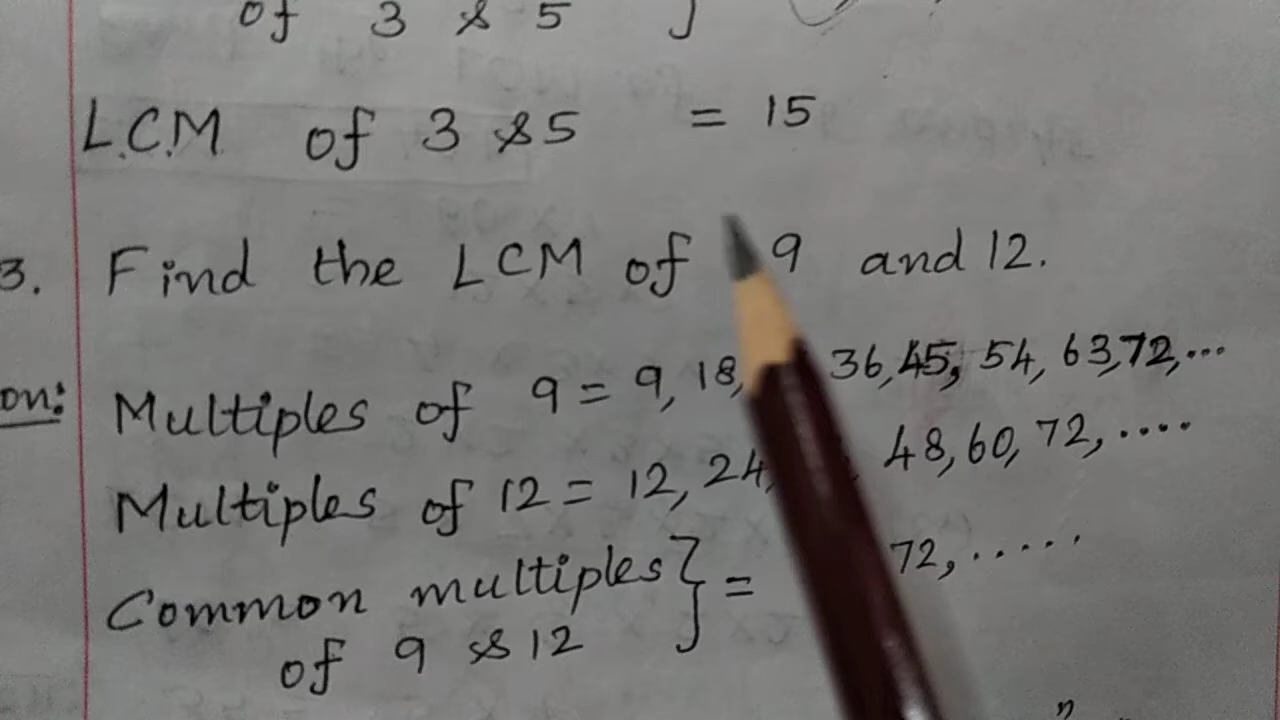 of 3 & 5 }
L.C.M of 3 & 5 = 15
3. Find the LCM of 9 and 12.
on: Multiples of 9 = 9, 18, 36, 45, 54, 63, 72, ...
Multiples of 12 = 12, 24, 48, 60, 72, ....
Common multiples } = 72, .....
of 9 & 12